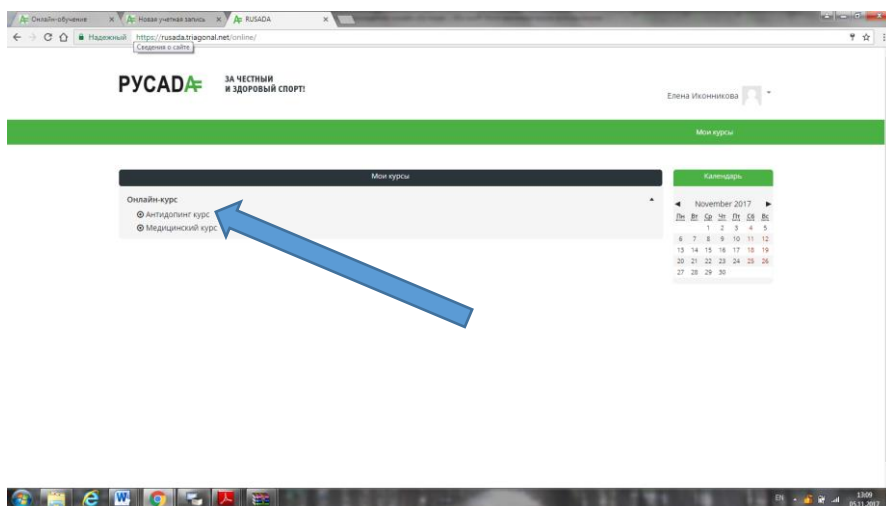 Онлайн-обучение
Новая учетная запись
RUSADA
Надежный https://rusada.triagonal.net/online/
Сведения о сайте
РУСАДА
ЗА ЧЕСТНЫЙ
И ЗДОРОВЫЙ СПОРТ!
Елена Иконникова
Мои курсы
Мои курсы
Календарь
Онлайн-курс
Антидопинг курс
Медицинский курс
November 2017
Пн Вт Ср Чт Пт Сб Вс
1 2 3 4 5
6 7 8 9 10 11 12
13 14 15 16 17 18 19
20 21 22 23 24 25 26
27 28 29 30
EN
13:09
05.11.2017